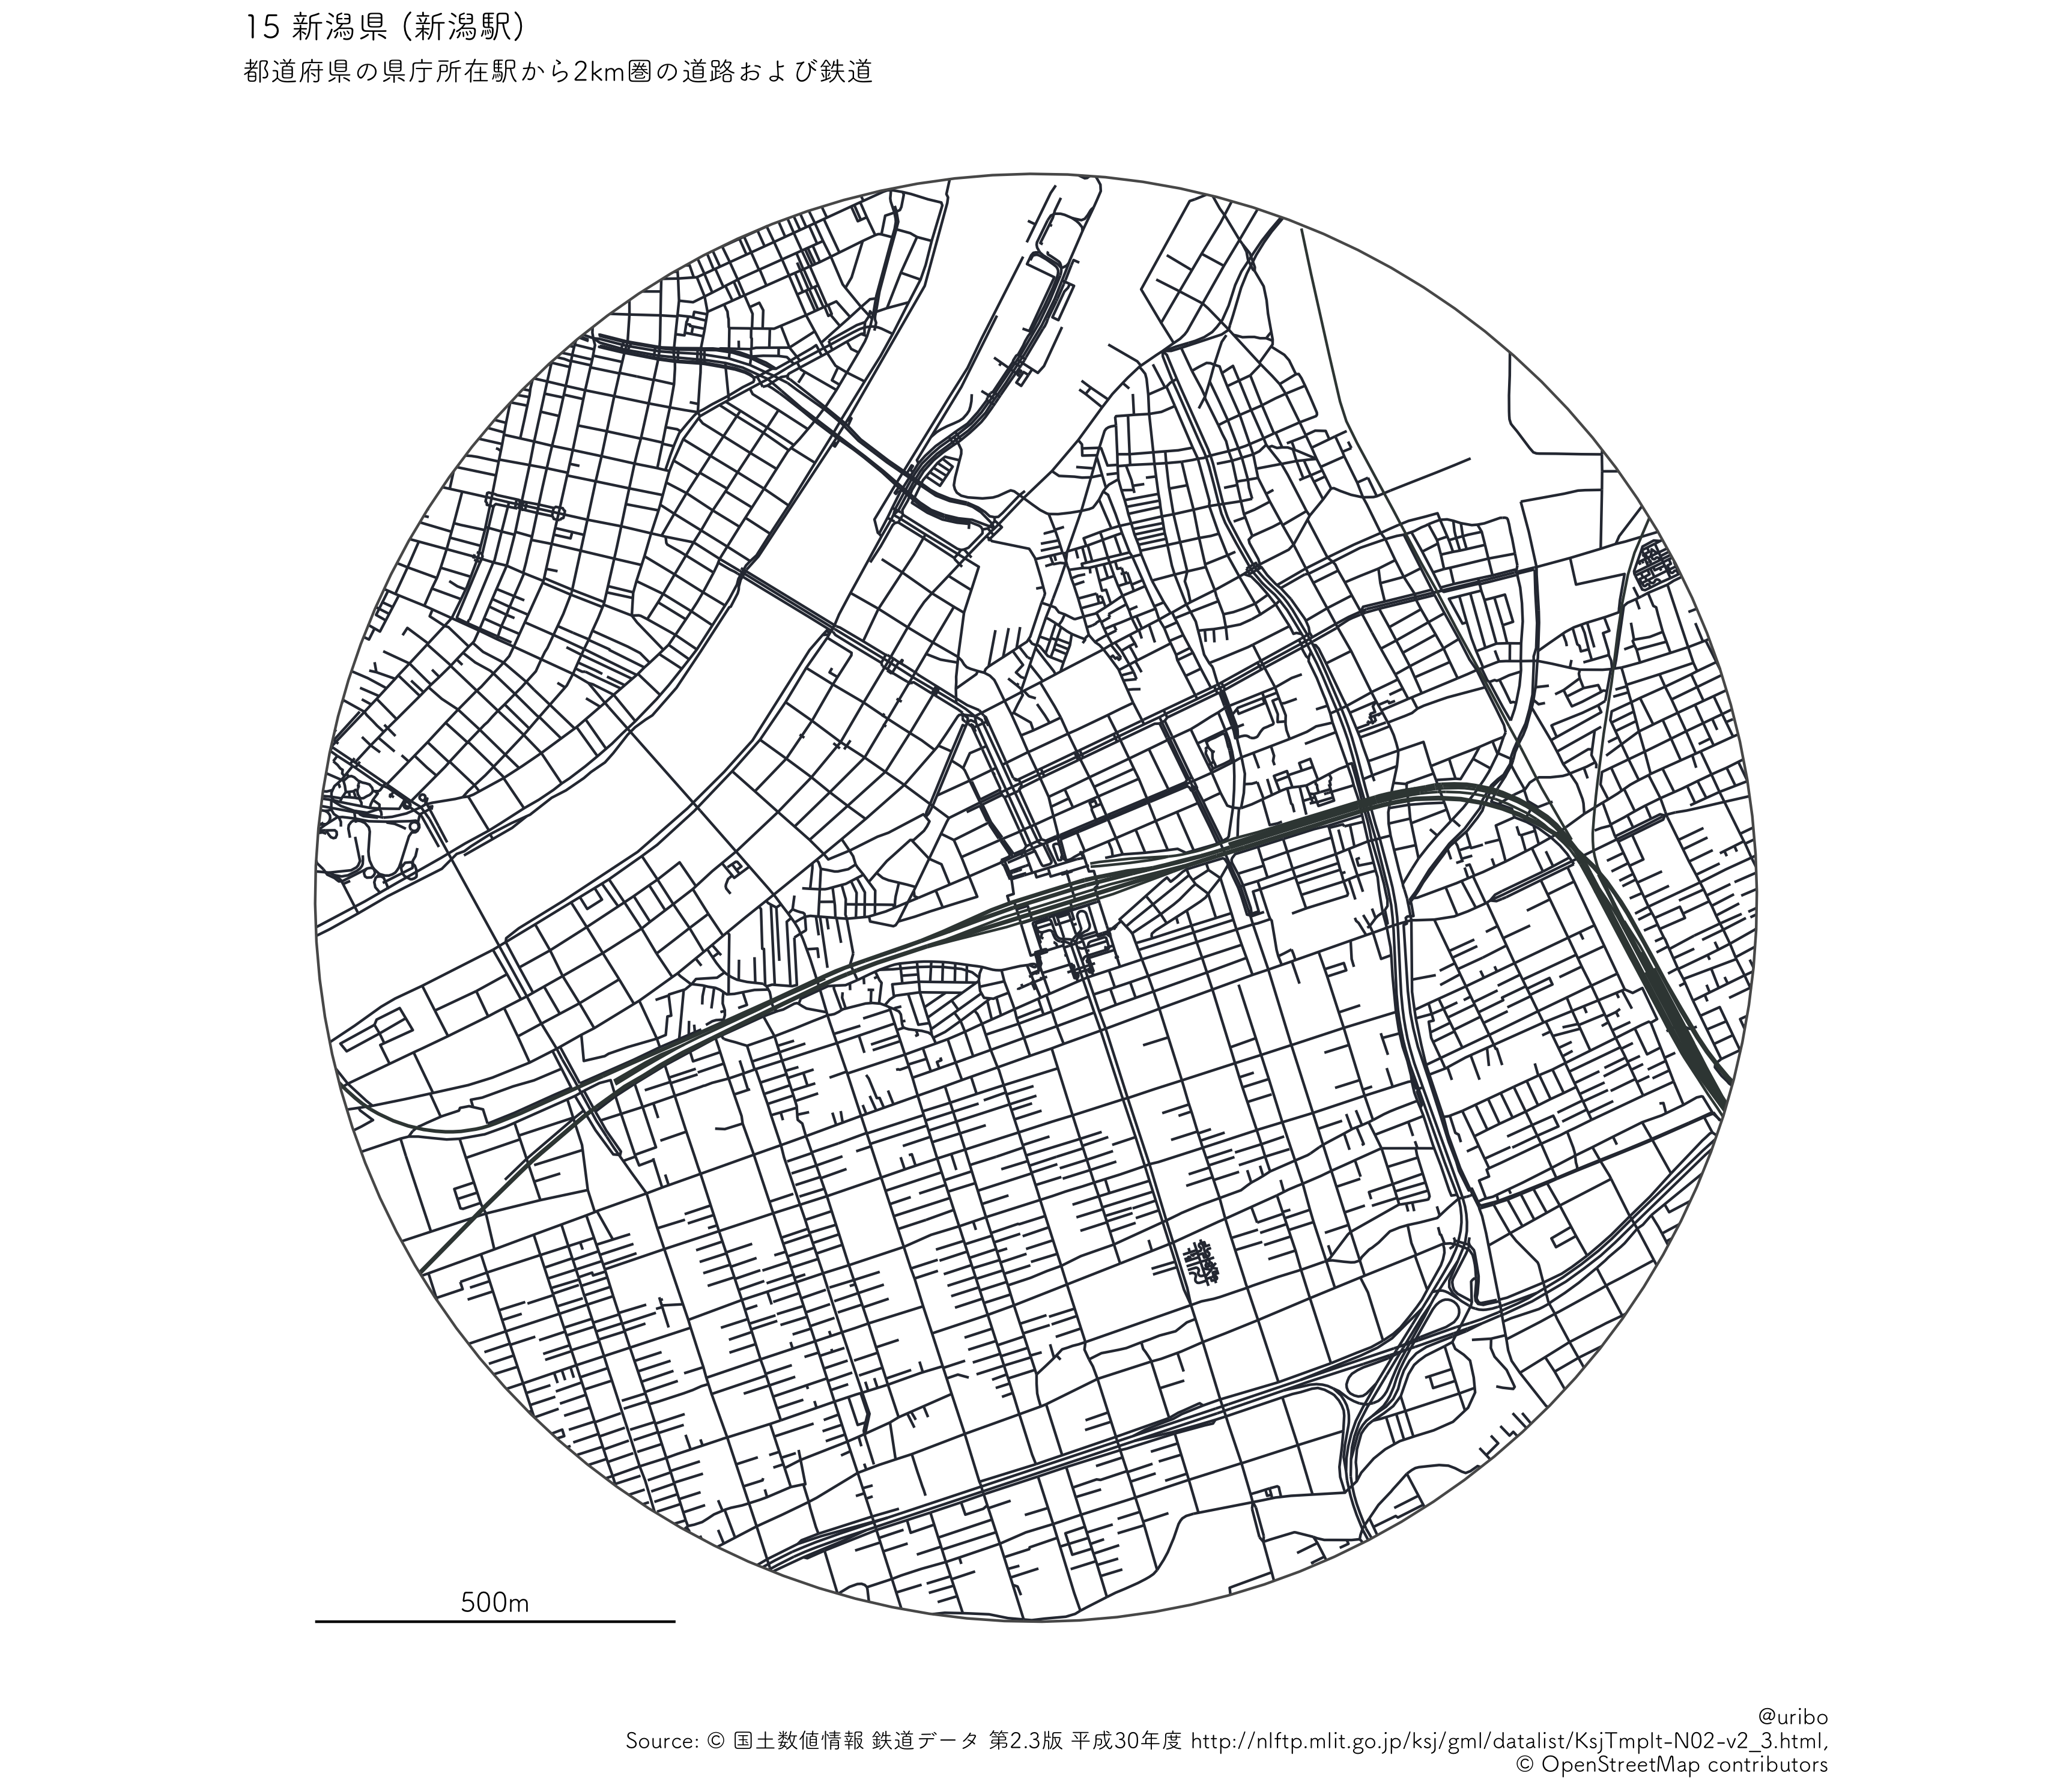 15 新潟県 (新潟駅)
都道府県の県庁所在駅から2km圏の道路および鉄道
500m
@uribo
Source: © 国土数値情報 鉄道データ 第2.3版 平成30年度 http://nlftp.mlit.go.jp/ksj/gml/datalist/KsjTmplt-N02-v2_3.html,
© OpenStreetMap contributors